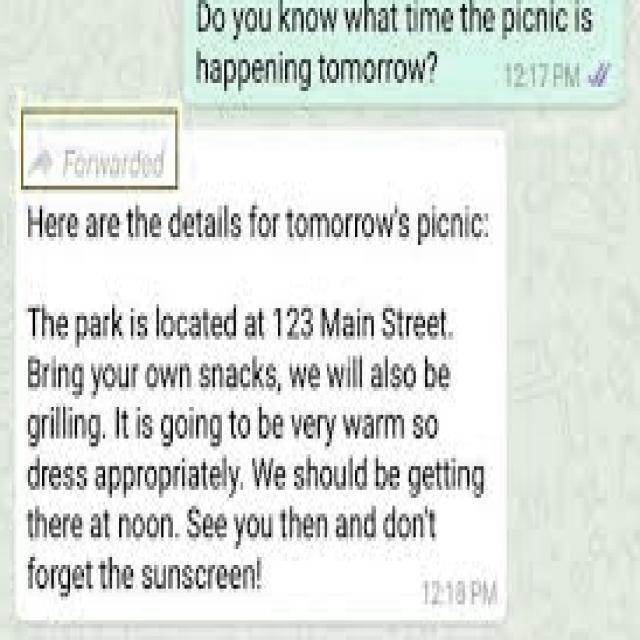 Do you know what time the picnic is
happening tomorrow?
12:17 PM
Forwarded
Here are the details for tomorrow's picnic:
The park is located at 123 Main Street.
Bring your own snacks, we will also be
grilling. It is going to be very warm so
dress appropriately. We should be getting
there at noon. See you then and don't
forget the sunscreen!
12:18 PM